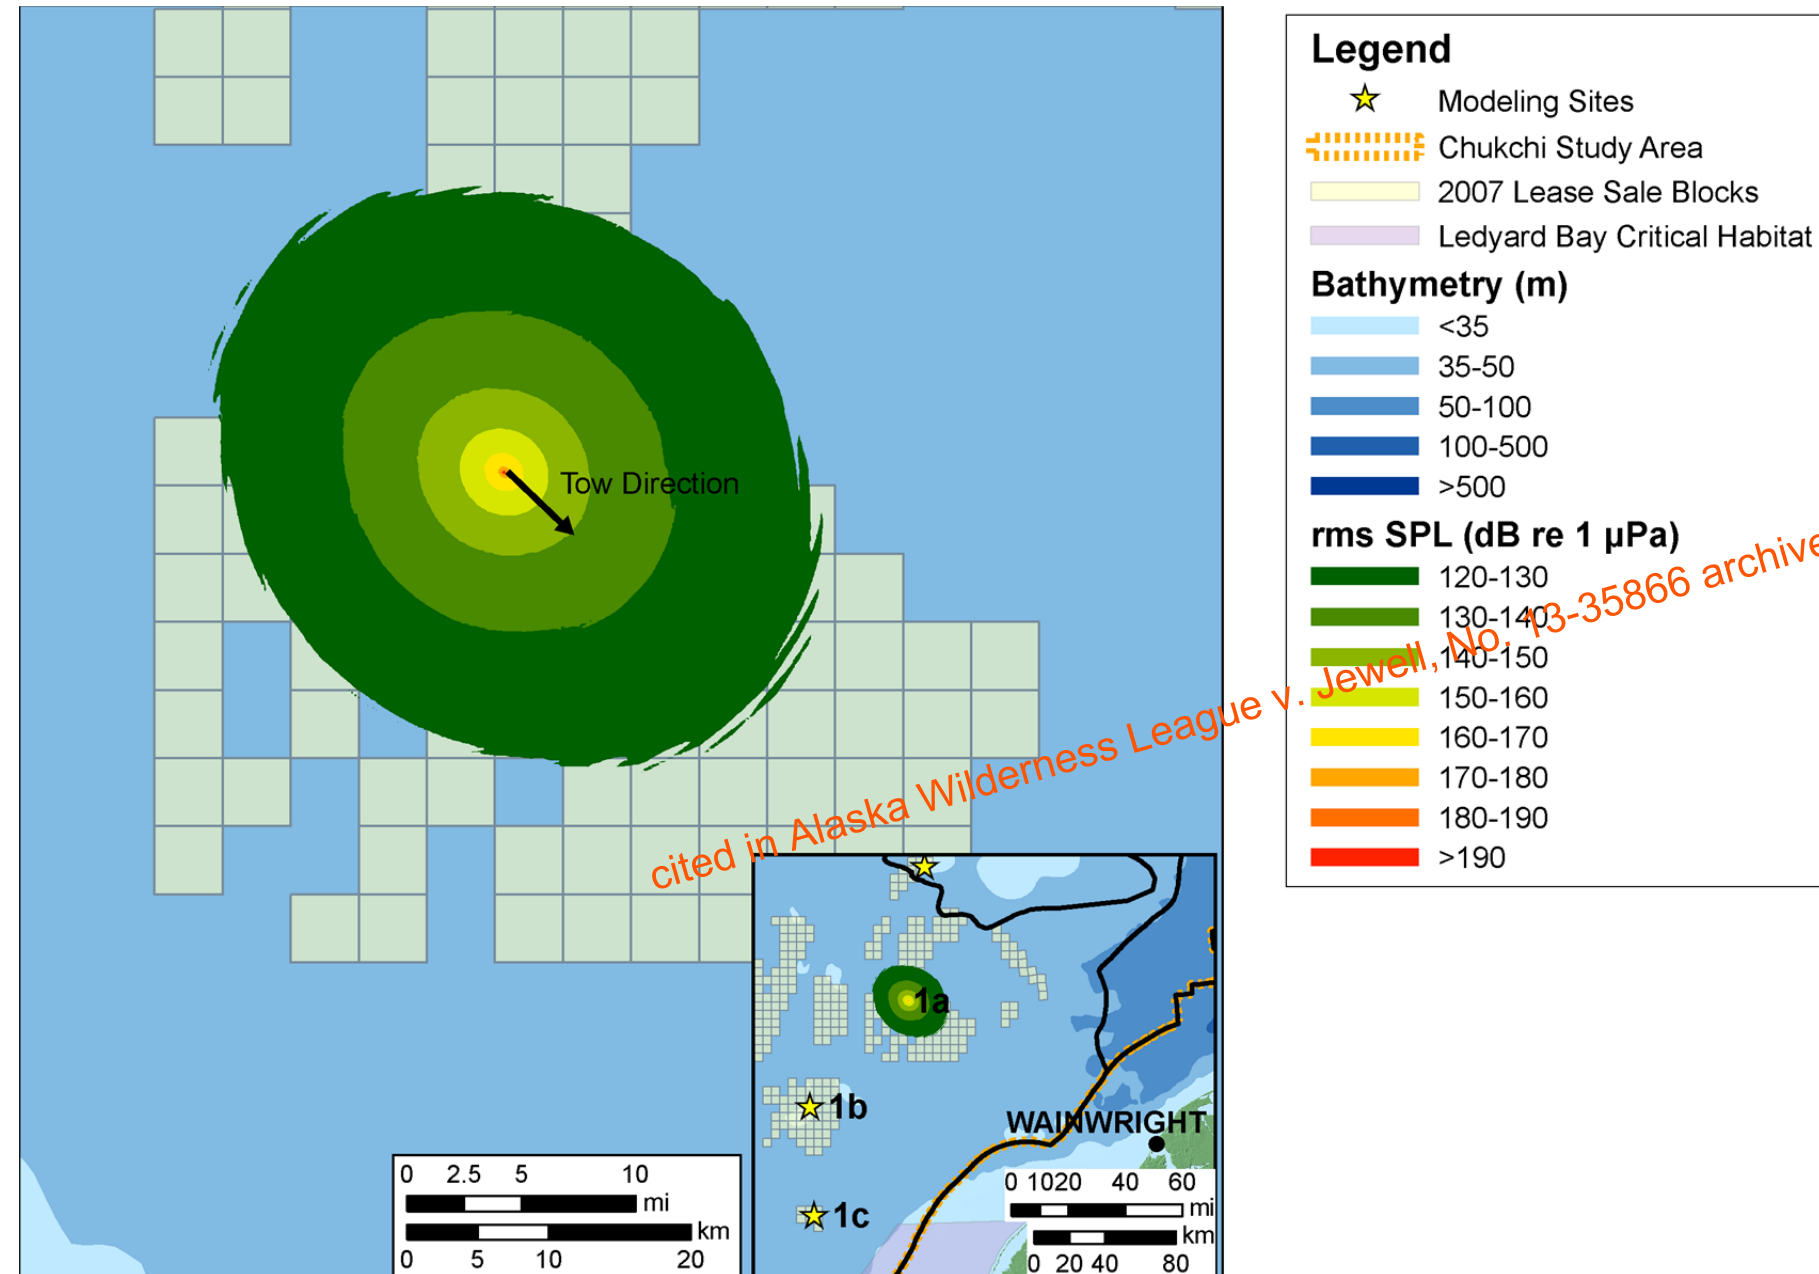 Legend
Modeling Sites
Chukchi Study Area
2007 Lease Sale Blocks
Ledyard Bay Critical Habitat
Bathymetry (m)
<35
35-50
50-100
100-500
>500
rms SPL (dB re 1 µPa)
120-130
130-140
140-150
150-160
160-170
170-180
180-190
>190
Tow Direction
cited in Alaska Wilderness League v. Jewell, No. 13-35866 archive
1a
1b
WAINWRIGHT
1c
0 2.5 5 10
mi
km
0 5 10 20
0 1020 40 60
mi
km
0 20 40 80